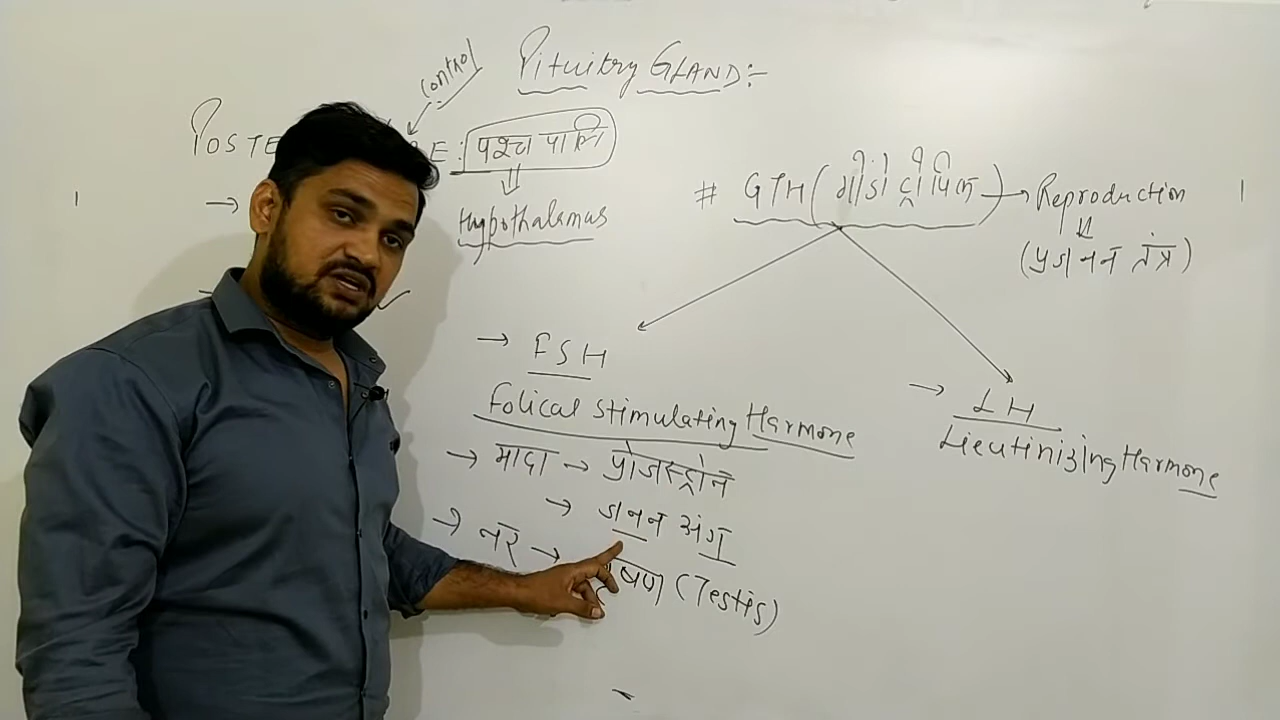 Pituitry GLAND:-
control
POSTE
E: पश्च पालि
Hypothalamus
# GTH (गोंडोट्रॉपिक) → Reproduction
(प्रजनन तंत्र)
→ FSH
Folical Stimulating Harmone
→ मादा → प्रोजेस्ट्रोन
→ जनन अंग
→ नर → वृषण (Testis)
→ LH
Lieutinizing Harmone